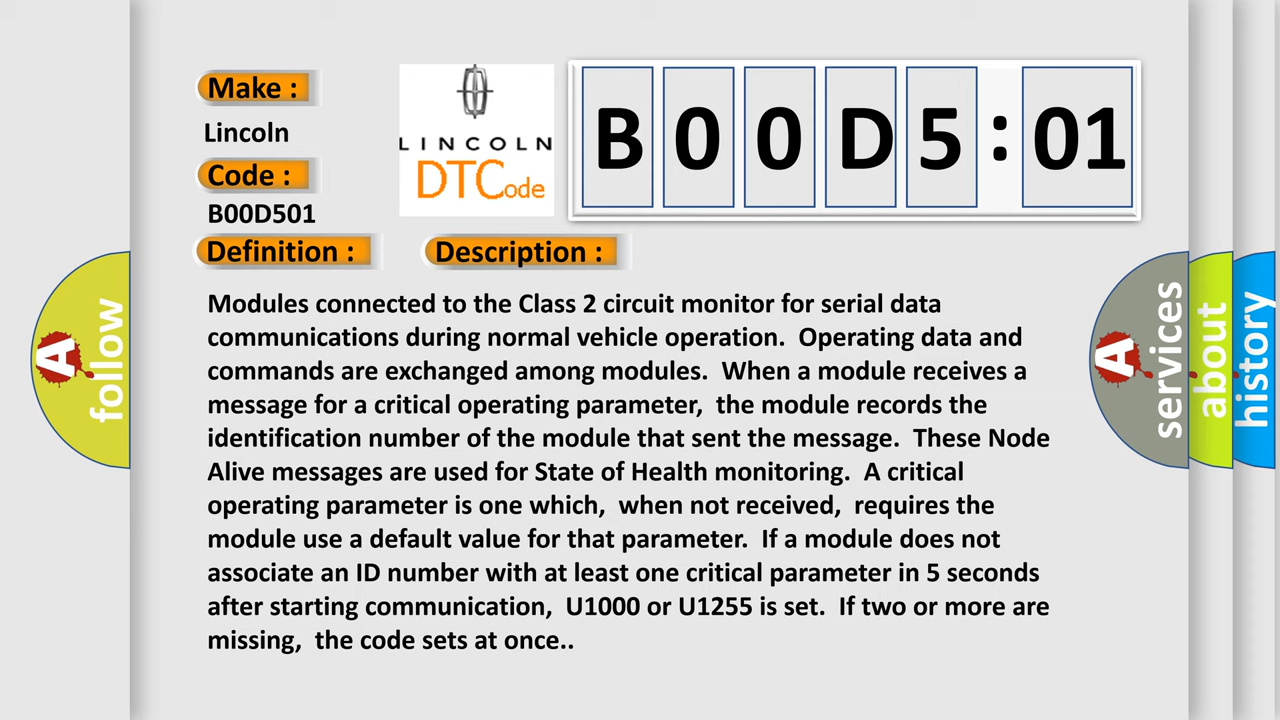 Make :
Lincoln
Code :
B00D501
Definition :
Description :
LINCOLN
DTCode
B00D5:01
Modules connected to the Class 2 circuit monitor for serial data
communications during normal vehicle operation. Operating data and
commands are exchanged among modules. When a module receives a
message for a critical operating parameter, the module records the
identification number of the module that sent the message. These Node
Alive messages are used for State of Health monitoring. A critical
operating parameter is one which, when not received, requires the
module use a default value for that parameter. If a module does not
associate an ID number with at least one critical parameter in 5 seconds
after starting communication, U1000 or U1255 is set. If two or more are
missing, the code sets at once..
A follow
A services
about
history